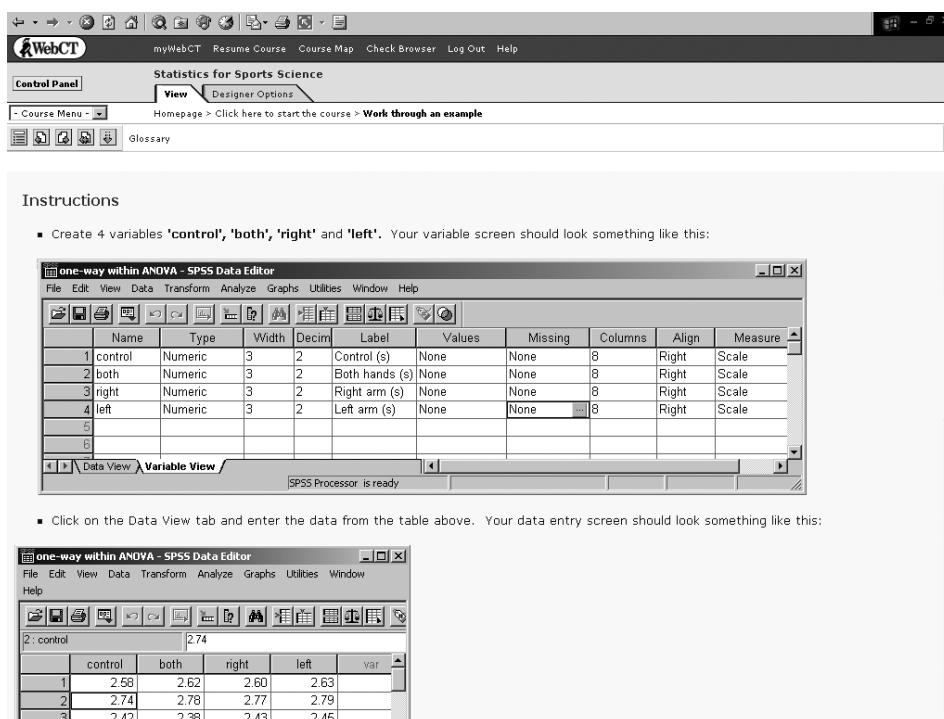 WebCT
myWebCT Resume Course Course Map Check Browser Log Out Help
Control Panel
Statistics for Sports Science
View Designer Options
- Course Menu -
Homepage > Click here to start the course > Work through an example
Glossary
Instructions
Create 4 variables 'control', 'both', 'right' and 'left'. Your variable screen should look something like this:
one-way within ANOVA - SPSS Data Editor
File Edit View Data Transform Analyze Graphs Utilities Window Help
Name Type Width Decim Label Values Missing Columns Align Measure
1 control Numeric 3 2 Control (s) None None 8 Right Scale
2 both Numeric 3 2 Both hands (s) None None 8 Right Scale
3 right Numeric 3 2 Right arm (s) None None 8 Right Scale
4 left Numeric 3 2 Left arm (s) None None ... 8 Right Scale
5
6
Data View Variable View
SPSS Processor is ready
Click on the Data View tab and enter the data from the table above. Your data entry screen should look something like this:
one-way within ANOVA - SPSS Data Editor
File Edit View Data Transform Analyze Graphs Utilities Window
Help
2 : control 2.74
control both right left var
1 2.58 2.62 2.60 2.63
2 2.74 2.78 2.77 2.79
3 2.42 2.38 2.43 2.45